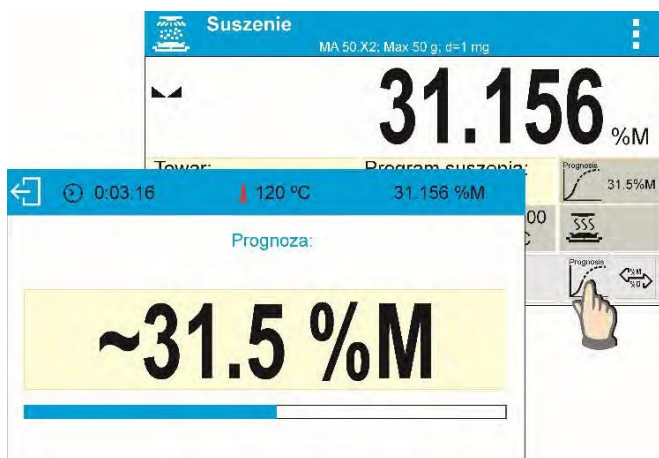 Suszenie
MA 50.X2; Max 50 g; d=1 mg
31.156 %M
Towar: Program suszenia:
Prognosis
31.5%M
0:03:16 120 ºC 31.156 %M
00
Prognoza:
Prognosis
%M
%D
~31.5 %M